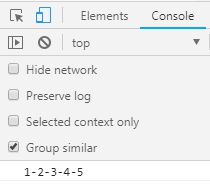 Elements Console
top
Hide network
Preserve log
Selected context only
Group similar
1-2-3-4-5